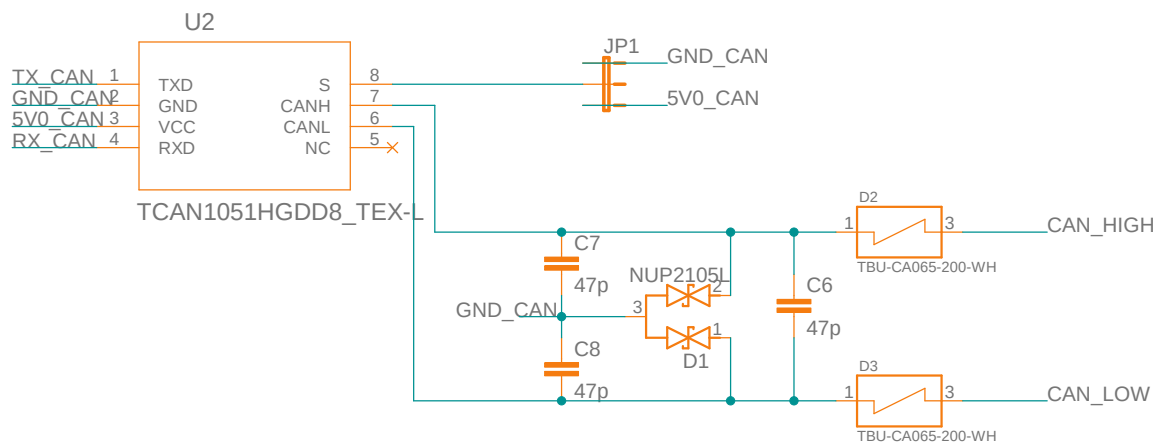 U2
JP1
GND_CAN
TX_CAN 1 TXD S 8
GND_CAN 2 GND CANH 7
5V0_CAN
5V0_CAN 3 VCC CANL 6
RX_CAN 4 RXD NC 5
TCAN1051HGDD8_TEX-L
D2
1 3 CAN_HIGH
C7
TBU-CA065-200-WH
NUP2105L
47p
2
C6
GND_CAN 3
47p
1
C8
D1
D3
47p
1 3 CAN_LOW
TBU-CA065-200-WH